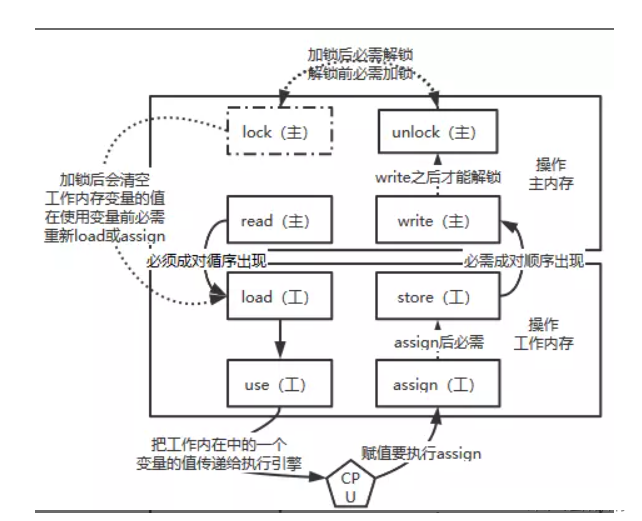 加锁后必需解锁
解锁前必需加锁
lock（主）
unlock（主）
操作
主内存
加锁后会清空
工作内存变量的值
在使用变量前必需
重新load或assign
write之后才能解锁
read（主）
write（主）
必须成对循序出现
必需成对顺序出现
load（工）
store（工）
操作
工作内存
assign后必需
use（工）
assign（工）
把工作内在中的一个
变量的值传递给执行引擎
赋值要执行assign
CP
U